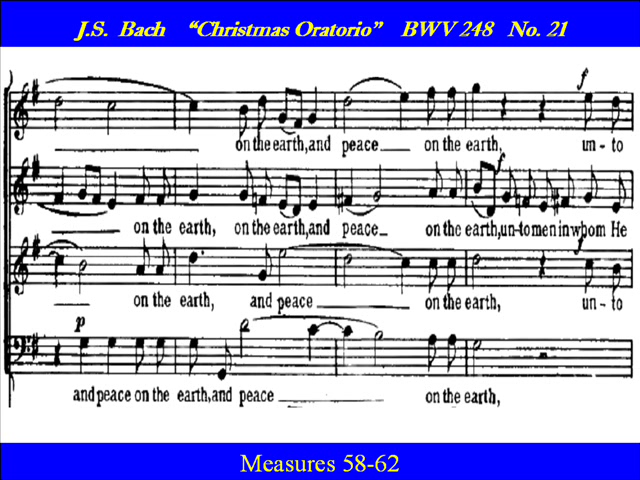 J.S. Bach "Christmas Oratorio" BWV 248 No. 21
f
on the earth, and peace on the earth, un - to
f
on the earth, on the earth, and peace on the earth, un-to men in whom He
f
on the earth, and peace on the earth, un - to
p
and peace on the earth, and peace on the earth,
Measures 58-62